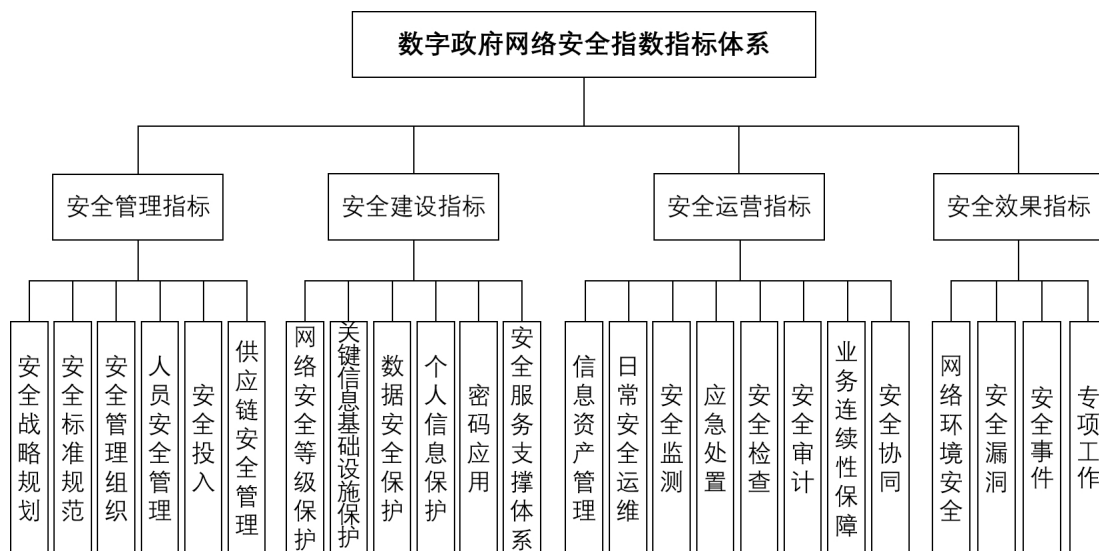 数字政府网络安全指数指标体系
安全管理指标
安全建设指标
安全运营指标
安全效果指标
安全战略规划
安全标准规范
安全管理组织
人员安全管理
安全投入
供应链安全管理
网络安全等级保护
关键信息基础设施保护
数据安全保护
个人信息保护
密码应用
安全服务支撑体系
信息资产管理
日常安全运维
安全监测
应急处置
安全检查
安全审计
业务连续性保障
安全协同
网络环境安全
安全漏洞
安全事件
专项工作